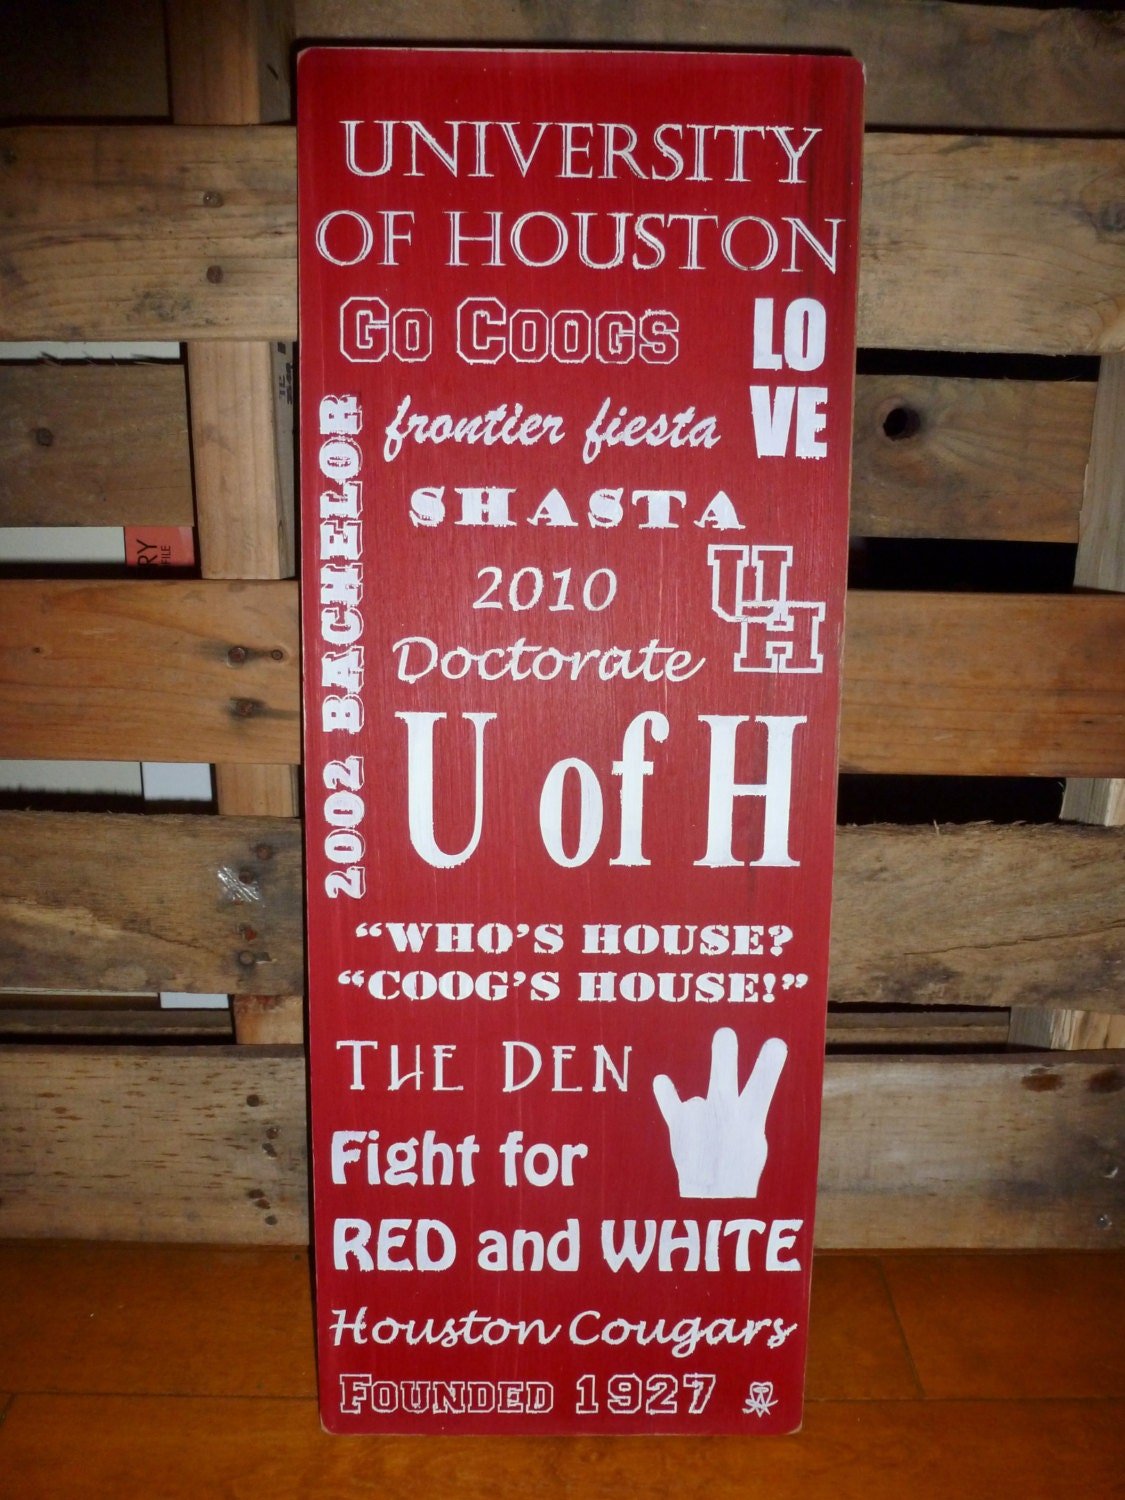 UNIVERSITY
OF HOUSTON
GO COOGS
LO
VE
frontier fiesta
2002 BACHELOR
SHASTA
2010
Doctorate
UH
U of H
“WHO’S HOUSE?
“COOG’S HOUSE!”
THE DEN
Fight for
RED and WHITE
Houston Cougars
FOUNDED 1927